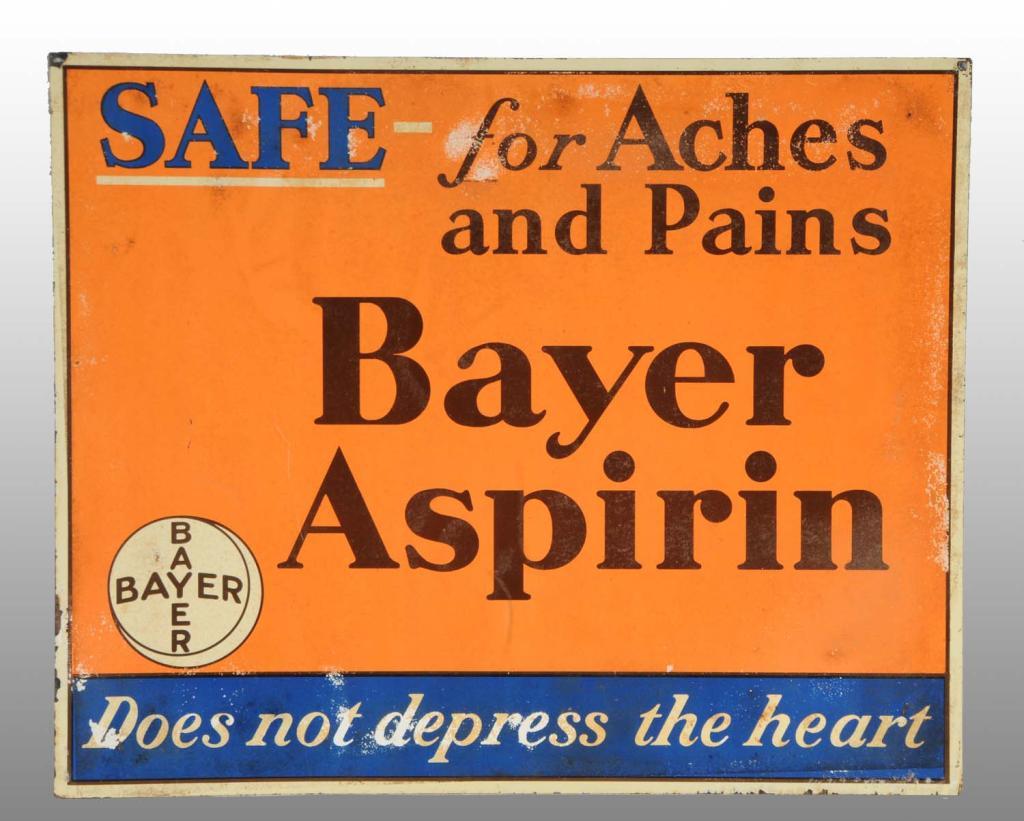 SAFE - for Aches
and Pains
Bayer
Aspirin
BAYER
BAYER
Does not depress the heart